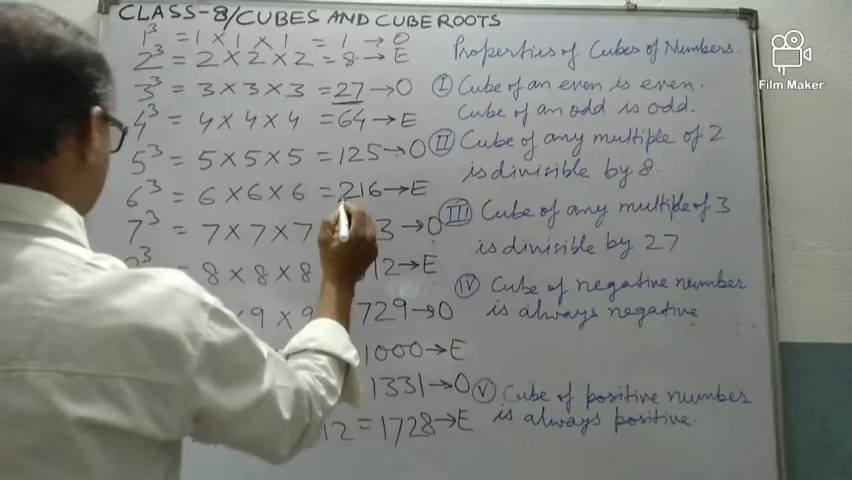 CLASS-8/CUBES AND CUBEROOTS
1³ = 1 × 1 × 1 = 1 → O
2³ = 2 × 2 × 2 = 8 → E
3³ = 3 × 3 × 3 = 27 → O
4³ = 4 × 4 × 4 = 64 → E
5³ = 5 × 5 × 5 = 125 → O
6³ = 6 × 6 × 6 = 216 → E
7³ = 7 × 7 × 7 3 → O
3 = 8 × 8 × 8 12 → E
× 9 × 9 729 → O
1000 → E
1331 → O
12 = 1728 → E
Properties of Cubes of Numbers.
I Cube of an even is even.
Cube of an odd is odd.
II Cube of any multiple of 2
is divisible by 8.
III Cube of any multiple of 3
is divisible by 27
IV Cube of negative number
is always negative
V Cube of positive number
is always positive.
Film Maker